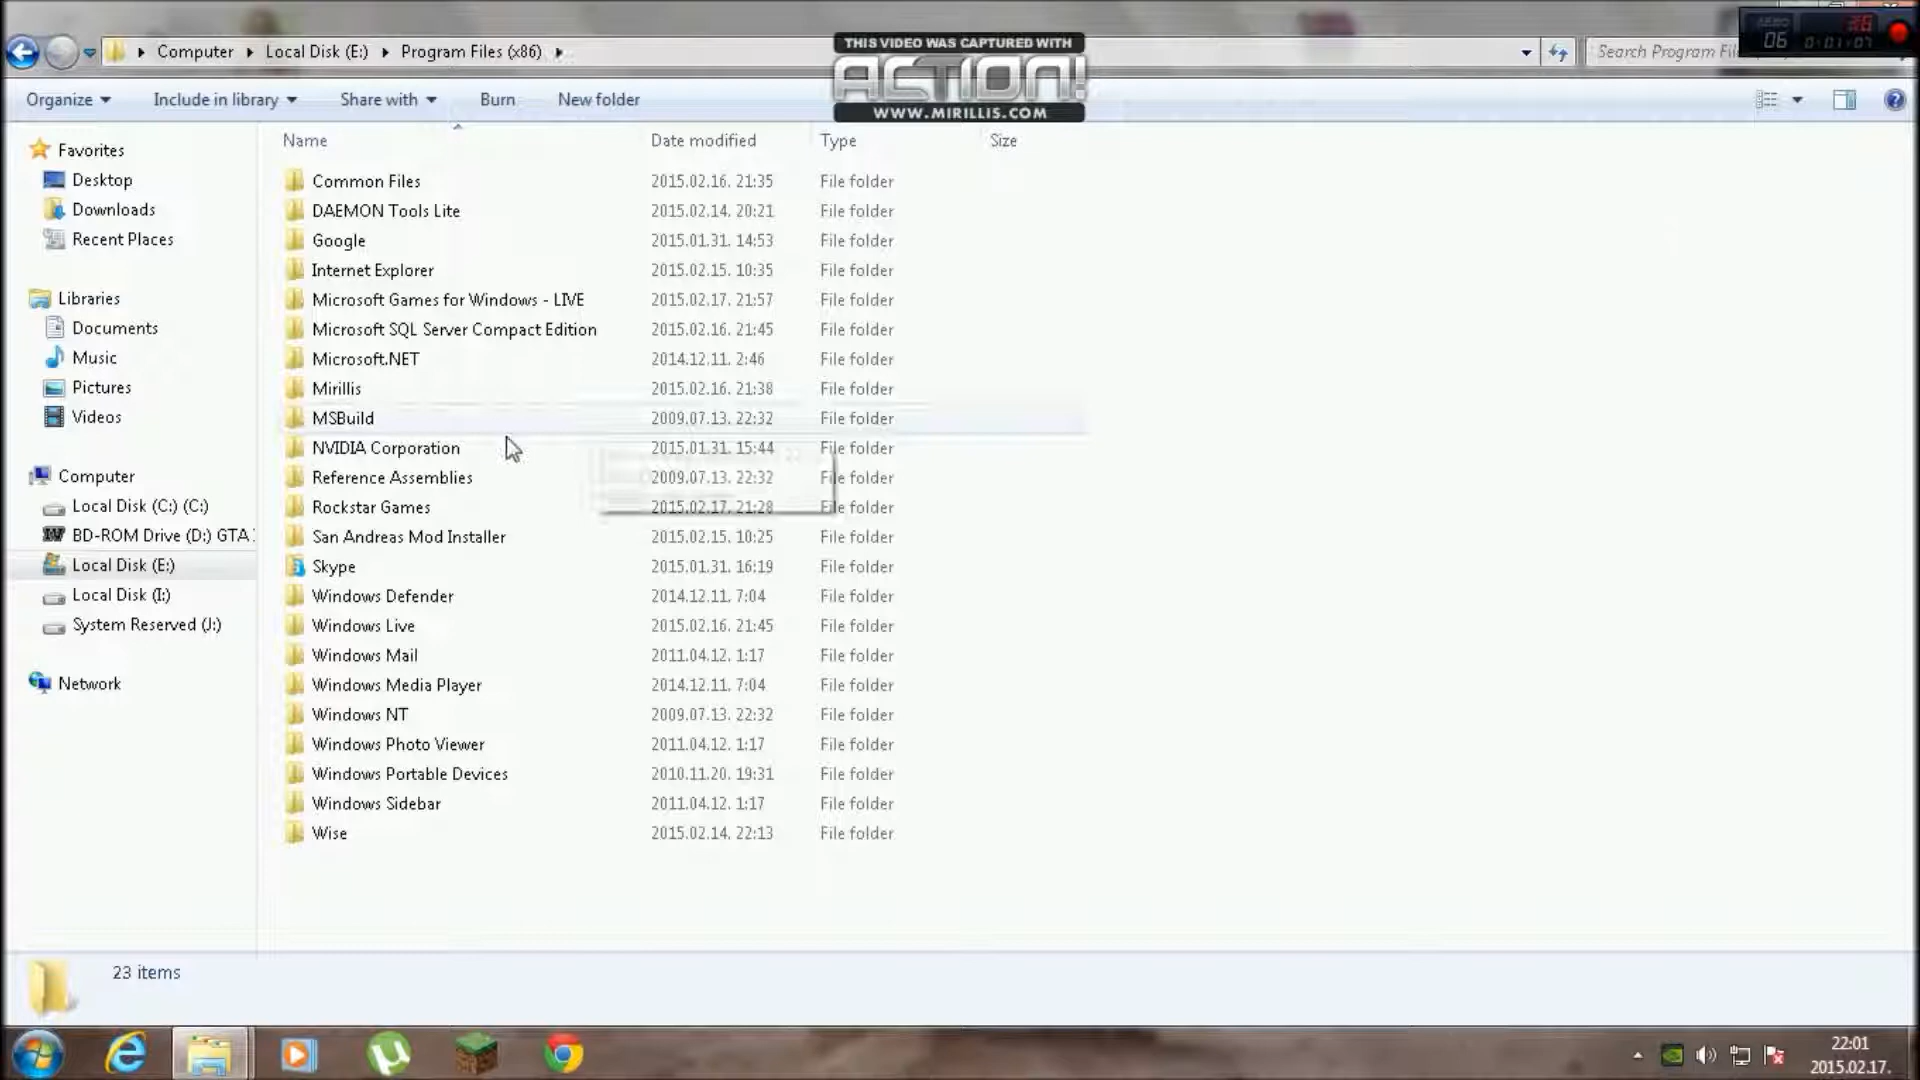 Computer Local Disk (E:) Program Files (x86)
THIS VIDEO WAS CAPTURED WITH
ACTION!
WWW.MIRILLIS.COM
Search Program
06
0:01:07
Organize Include in library Share with Burn New folder
Name Date modified Type Size
Favorites
Desktop
Downloads
Recent Places
Libraries
Documents
Music
Pictures
Videos
Computer
Local Disk (C:) (C:)
BD-ROM Drive (D:) GTA
Local Disk (E:)
Local Disk (I:)
System Reserved (J:)
Network
Common Files 2015.02.16. 21:35 File folder
DAEMON Tools Lite 2015.02.14. 20:21 File folder
Google 2015.01.31. 14:53 File folder
Internet Explorer 2015.02.15. 10:35 File folder
Microsoft Games for Windows - LIVE 2015.02.17. 21:57 File folder
Microsoft SQL Server Compact Edition 2015.02.16. 21:45 File folder
Microsoft.NET 2014.12.11. 2:46 File folder
Mirillis 2015.02.16. 21:38 File folder
MSBuild 2009.07.13. 22:32 File folder
NVIDIA Corporation 2015.01.31. 15:44 File folder
Reference Assemblies 2009.07.13. 22:32 File folder
Rockstar Games 2015.02.17. 21:28 File folder
San Andreas Mod Installer 2015.02.15. 10:25 File folder
Skype 2015.01.31. 16:19 File folder
Windows Defender 2014.12.11. 7:04 File folder
Windows Live 2015.02.16. 21:45 File folder
Windows Mail 2011.04.12. 1:17 File folder
Windows Media Player 2014.12.11. 7:04 File folder
Windows NT 2009.07.13. 22:32 File folder
Windows Photo Viewer 2011.04.12. 1:17 File folder
Windows Portable Devices 2010.11.20. 19:31 File folder
Windows Sidebar 2011.04.12. 1:17 File folder
Wise 2015.02.14. 22:13 File folder
23 items
22:01
2015.02.17.